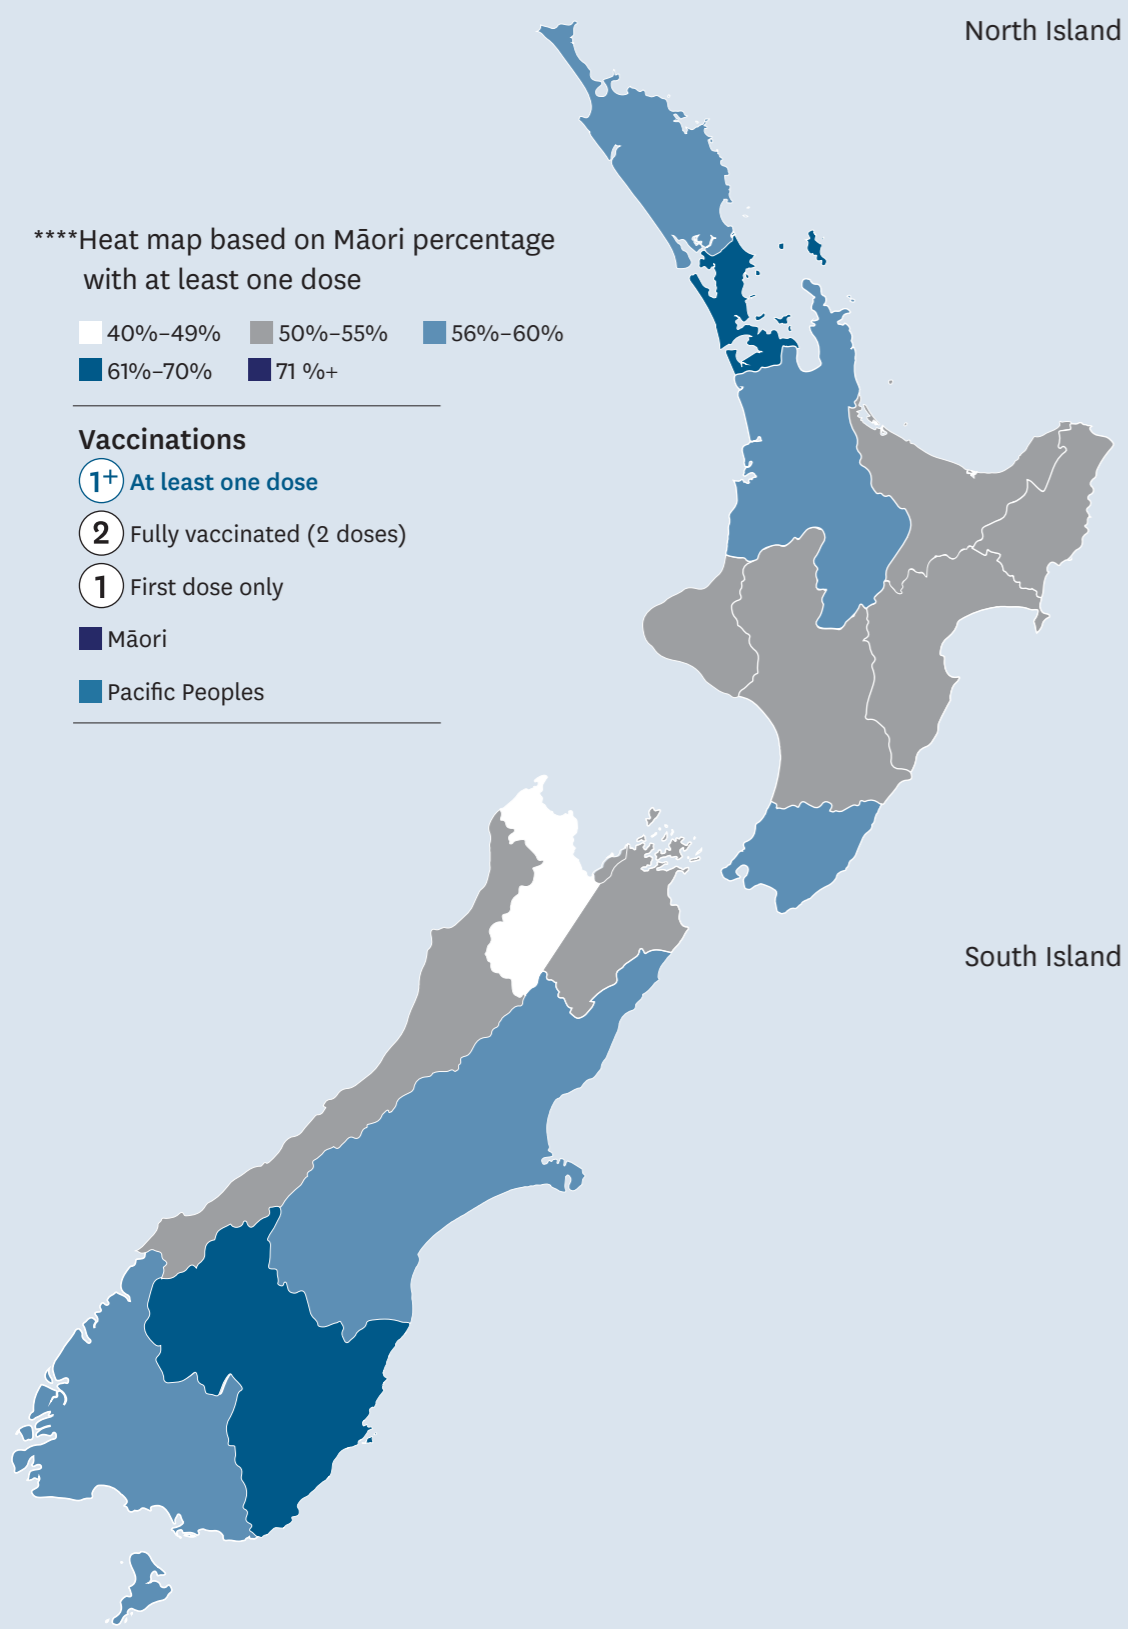 North Island
****Heat map based on Māori percentage
with at least one dose
40%–49% 50%–55% 56%–60%
61%–70% 71 %+
Vaccinations
1+ At least one dose
2 Fully vaccinated (2 doses)
1 First dose only
Māori
Pacific Peoples
South Island